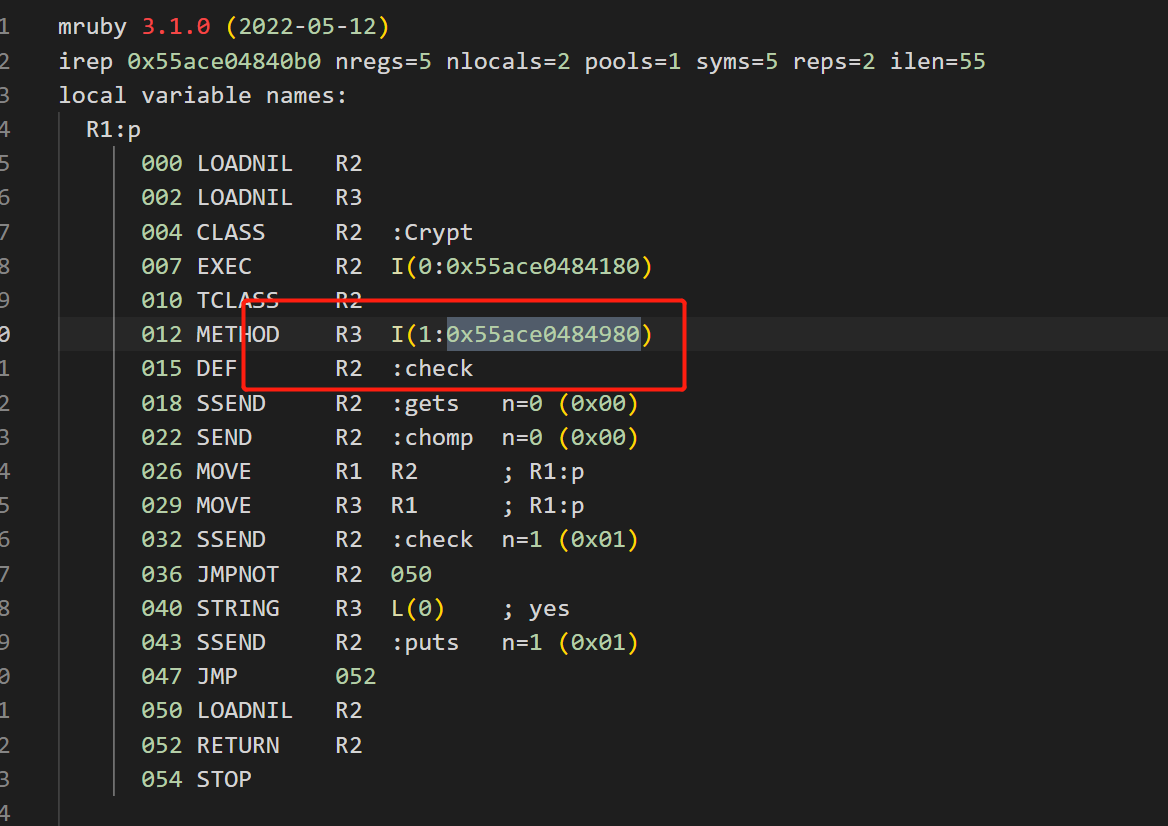 1 mruby 3.1.0 (2022-05-12)
2 irep 0x55ace04840b0 nregs=5 nlocals=2 pools=1 syms=5 reps=2 ilen=55
3 local variable names:
4 R1:p
5 000 LOADNIL R2
6 002 LOADNIL R3
7 004 CLASS R2 :Crypt
8 007 EXEC R2 I(0:0x55ace0484180)
9 010 TCLASS R2
0 012 METHOD R3 I(1:0x55ace0484980)
1 015 DEF R2 :check
2 018 SSEND R2 :gets n=0 (0x00)
3 022 SEND R2 :chomp n=0 (0x00)
4 026 MOVE R1 R2 ; R1:p
5 029 MOVE R3 R1 ; R1:p
6 032 SSEND R2 :check n=1 (0x01)
7 036 JMPNOT R2 050
8 040 STRING R3 L(0) ; yes
9 043 SSEND R2 :puts n=1 (0x01)
0 047 JMP 052
1 050 LOADNIL R2
2 052 RETURN R2
3 054 STOP
4